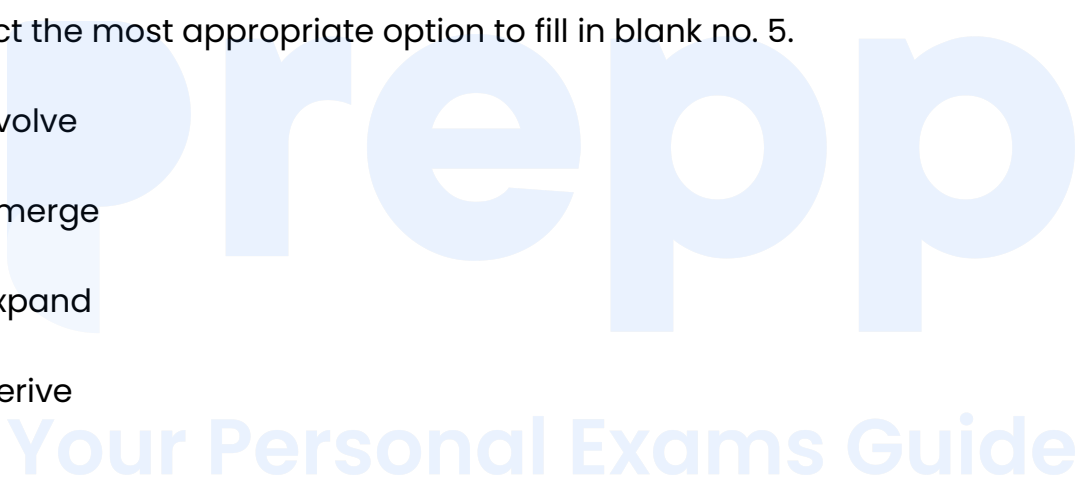 ct the most appropriate option to fill in blank no. 5.
volve
merge
xpand
erive
Prepp
Your Personal Exams Guide